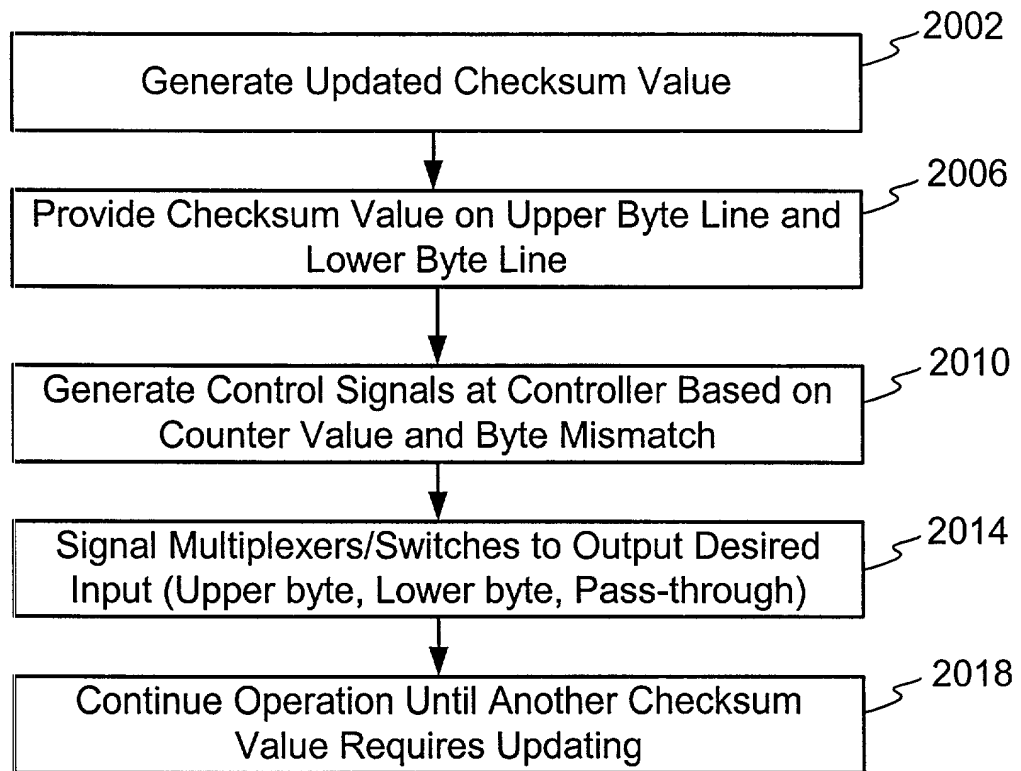 2002
Generate Updated Checksum Value
2006
Provide Checksum Value on Upper Byte Line and
Lower Byte Line
2010
Generate Control Signals at Controller Based on
Counter Value and Byte Mismatch
2014
Signal Multiplexers/Switches to Output Desired
Input (Upper byte, Lower byte, Pass-through)
2018
Continue Operation Until Another Checksum
Value Requires Updating